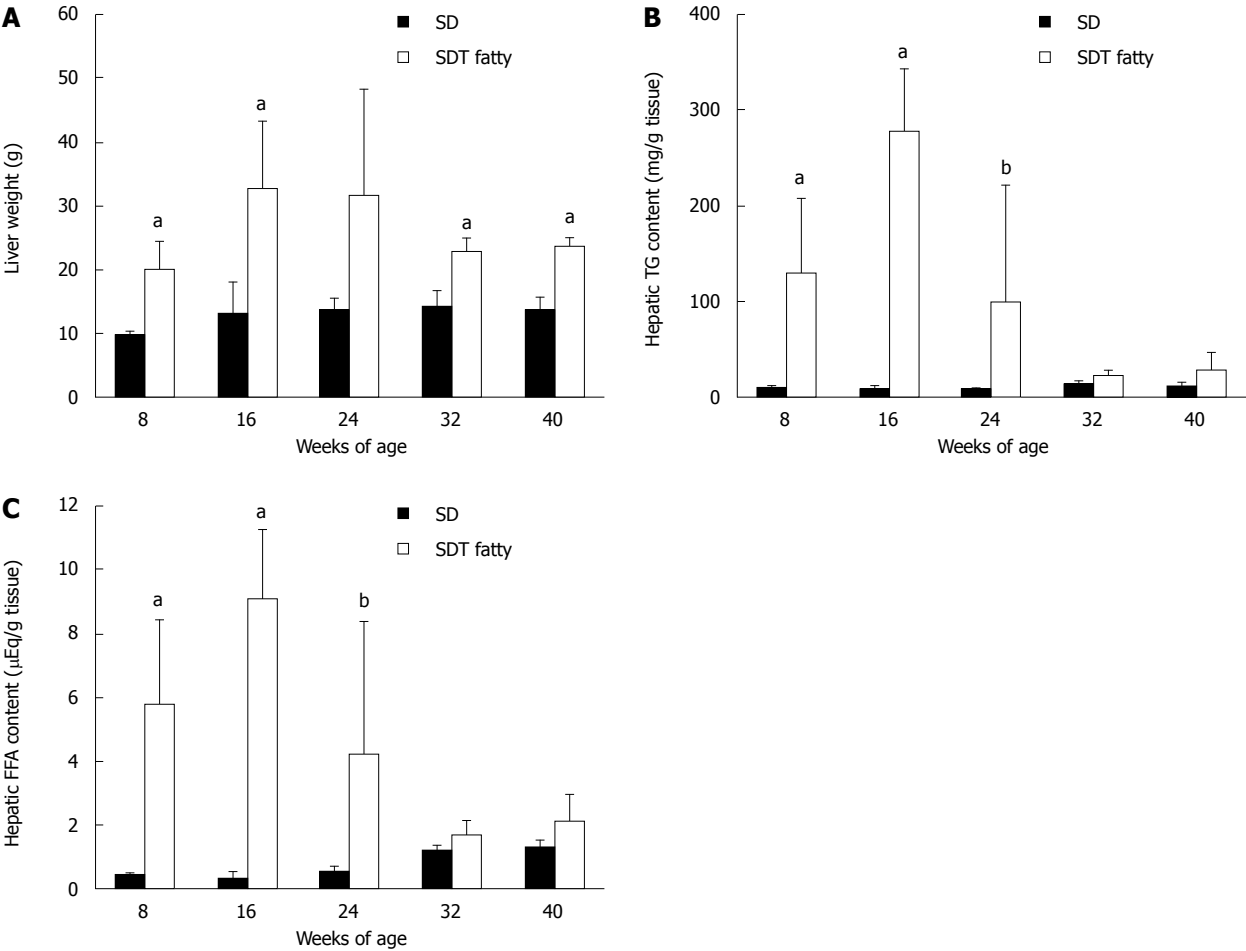 A
SD
SDT fatty
Liver weight (g)
60
50
40
30
20
10
0
a
a
a
a
8 16 24 32 40
Weeks of age
B
SD
SDT fatty
Hepatic TG content (mg/g tissue)
400
300
200
100
0
a
a
b
8 16 24 32 40
Weeks of age
C
SD
SDT fatty
Hepatic FFA content (μEq/g tissue)
12
10
8
6
4
2
0
a
a
b
8 16 24 32 40
Weeks of age